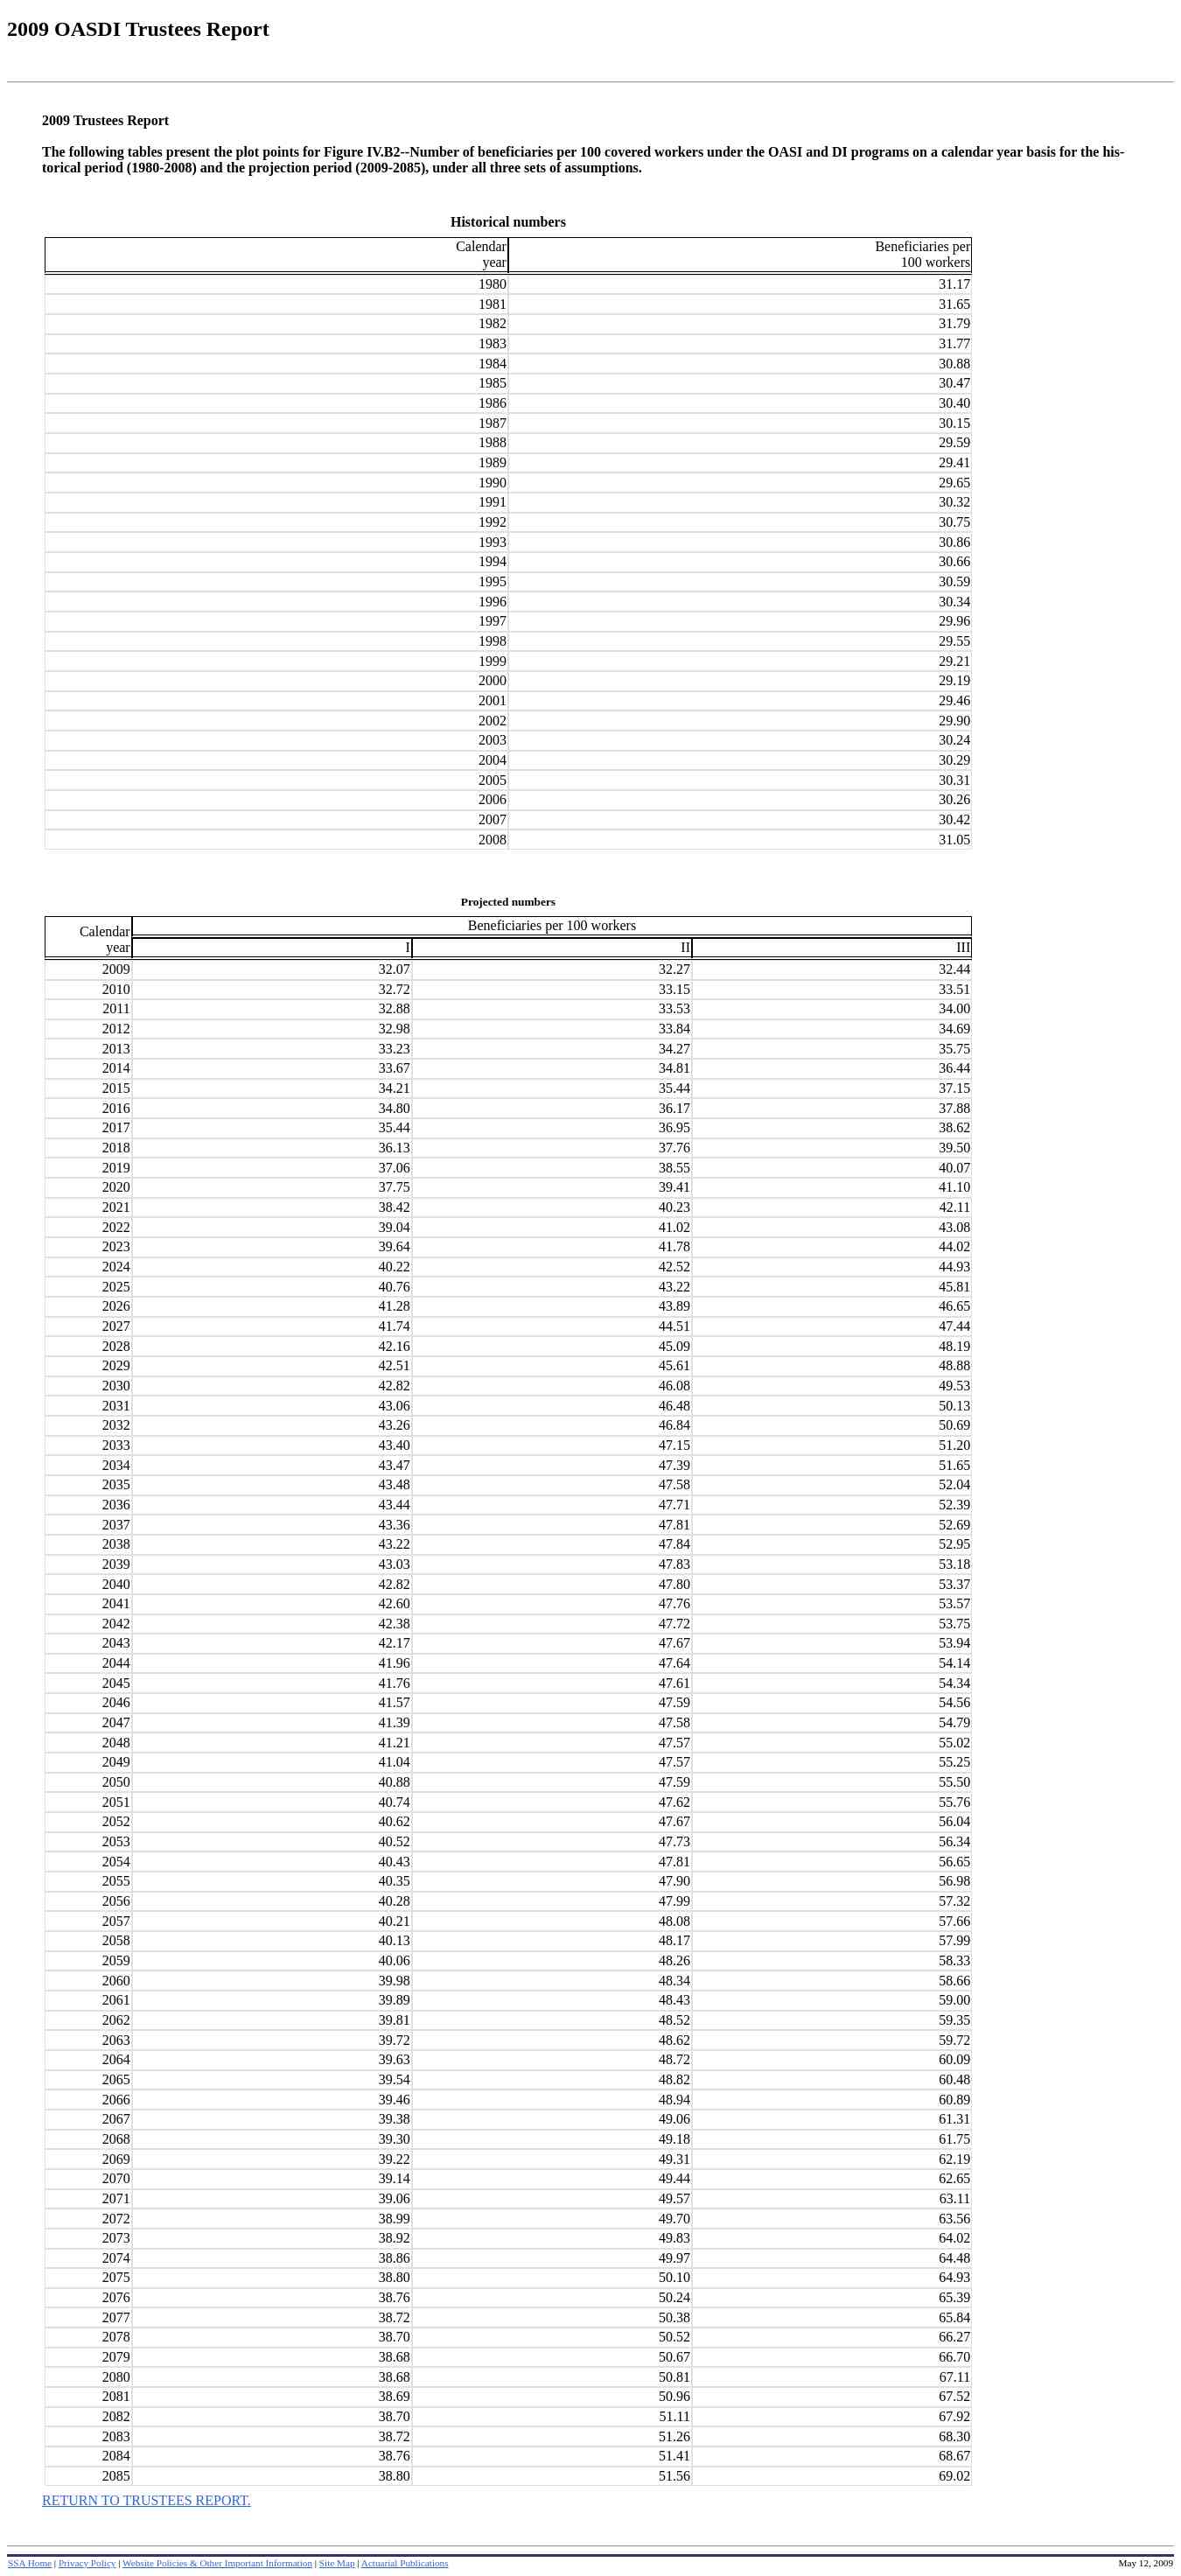 2009 OASDI Trustees Report
2009 Trustees Report
The following tables present the plot points for Figure IV.B2--Number of beneficiaries per 100 covered workers under the OASI and DI programs on a calendar year basis for the his-
torical period (1980-2008) and the projection period (2009-2085), under all three sets of assumptions.
Historical numbers
Calendar year Beneficiaries per 100 workers
1980 31.17
1981 31.65
1982 31.79
1983 31.77
1984 30.88
1985 30.47
1986 30.40
1987 30.15
1988 29.59
1989 29.41
1990 29.65
1991 30.32
1992 30.75
1993 30.86
1994 30.66
1995 30.59
1996 30.34
1997 29.96
1998 29.55
1999 29.21
2000 29.19
2001 29.46
2002 29.90
2003 30.24
2004 30.29
2005 30.31
2006 30.26
2007 30.42
2008 31.05
Projected numbers
Calendar year Beneficiaries per 100 workers
I II III
2009 32.07 32.27 32.44
2010 32.72 33.15 33.51
2011 32.88 33.53 34.00
2012 32.98 33.84 34.69
2013 33.23 34.27 35.75
2014 33.67 34.81 36.44
2015 34.21 35.44 37.15
2016 34.80 36.17 37.88
2017 35.44 36.95 38.62
2018 36.13 37.76 39.50
2019 37.06 38.55 40.07
2020 37.75 39.41 41.10
2021 38.42 40.23 42.11
2022 39.04 41.02 43.08
2023 39.64 41.78 44.02
2024 40.22 42.52 44.93
2025 40.76 43.22 45.81
2026 41.28 43.89 46.65
2027 41.74 44.51 47.44
2028 42.16 45.09 48.19
2029 42.51 45.61 48.88
2030 42.82 46.08 49.53
2031 43.06 46.48 50.13
2032 43.26 46.84 50.69
2033 43.40 47.15 51.20
2034 43.47 47.39 51.65
2035 43.48 47.58 52.04
2036 43.44 47.71 52.39
2037 43.36 47.81 52.69
2038 43.22 47.84 52.95
2039 43.03 47.83 53.18
2040 42.82 47.80 53.37
2041 42.60 47.76 53.57
2042 42.38 47.72 53.75
2043 42.17 47.67 53.94
2044 41.96 47.64 54.14
2045 41.76 47.61 54.34
2046 41.57 47.59 54.56
2047 41.39 47.58 54.79
2048 41.21 47.57 55.02
2049 41.04 47.57 55.25
2050 40.88 47.59 55.50
2051 40.74 47.62 55.76
2052 40.62 47.67 56.04
2053 40.52 47.73 56.34
2054 40.43 47.81 56.65
2055 40.35 47.90 56.98
2056 40.28 47.99 57.32
2057 40.21 48.08 57.66
2058 40.13 48.17 57.99
2059 40.06 48.26 58.33
2060 39.98 48.34 58.66
2061 39.89 48.43 59.00
2062 39.81 48.52 59.35
2063 39.72 48.62 59.72
2064 39.63 48.72 60.09
2065 39.54 48.82 60.48
2066 39.46 48.94 60.89
2067 39.38 49.06 61.31
2068 39.30 49.18 61.75
2069 39.22 49.31 62.19
2070 39.14 49.44 62.65
2071 39.06 49.57 63.11
2072 38.99 49.70 63.56
2073 38.92 49.83 64.02
2074 38.86 49.97 64.48
2075 38.80 50.10 64.93
2076 38.76 50.24 65.39
2077 38.72 50.38 65.84
2078 38.70 50.52 66.27
2079 38.68 50.67 66.70
2080 38.68 50.81 67.11
2081 38.69 50.96 67.52
2082 38.70 51.11 67.92
2083 38.72 51.26 68.30
2084 38.76 51.41 68.67
2085 38.80 51.56 69.02
RETURN TO TRUSTEES REPORT.
SSA Home | Privacy Policy | Website Policies & Other Important Information | Site Map | Actuarial Publications May 12, 2009